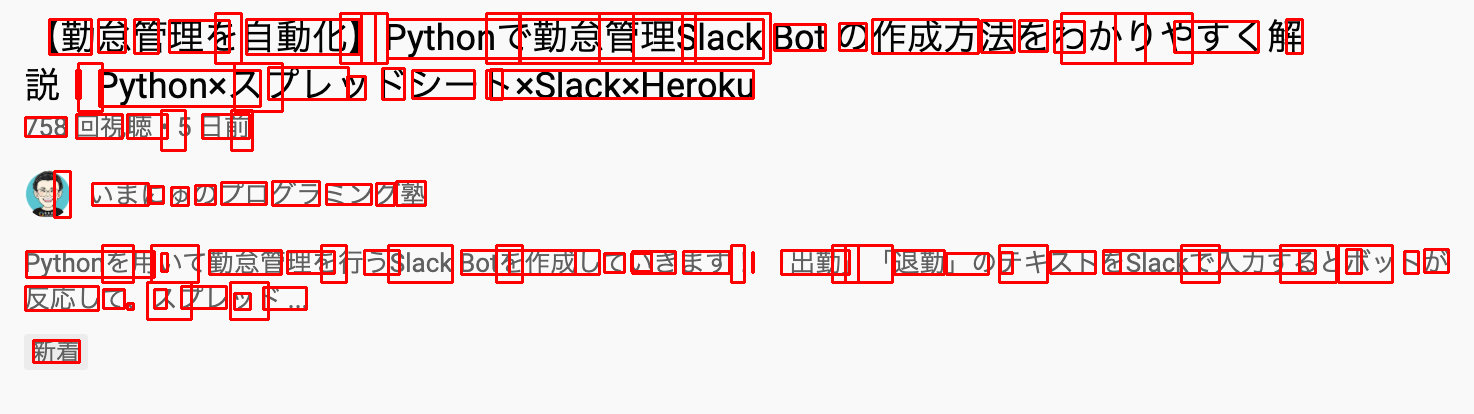 【勤怠管理を自動化】Pythonで勤怠管理Slack Botの作成方法をわかりやすく解
説｜Python×スプレッドシート×Slack×Heroku
758 回視聴・5 日前
いまにゅのプログラミング塾
Pythonを用いて勤怠管理を行うSlack Botを作成していきます！ 「出勤」「退勤」のテキストをSlackで入力するとボットが
反応して、スプレッド ...
新着